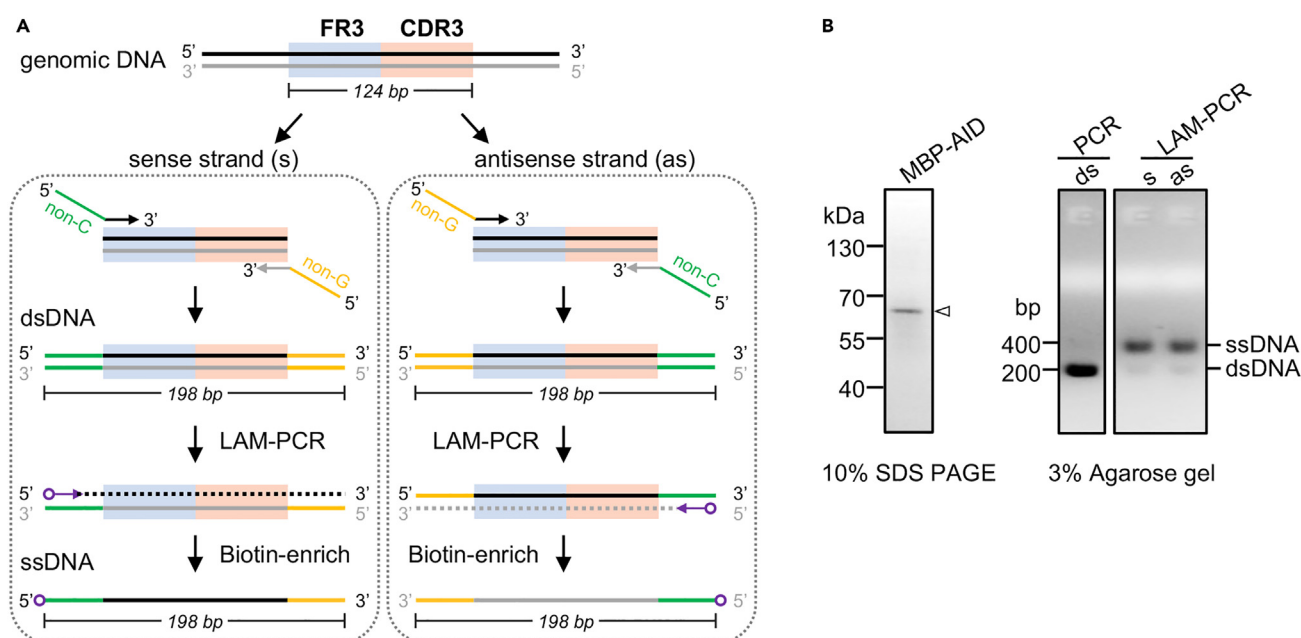 A
FR3 CDR3
5’ 3’
genomic DNA
3’ 5’
124 bp
sense strand (s)
5’
non-C
3’
3’
non-G
5’
dsDNA
5’ 3’
3’ 5’
198 bp
LAM-PCR
5’ 3’
3’ 5’
Biotin-enrich
ssDNA
5’ 3’
198 bp
antisense strand (as)
5’
non-G
3’
3’
non-C
5’
5’ 3’
3’ 5’
198 bp
LAM-PCR
5’ 3’
3’ 5’
Biotin-enrich
3’ 5’
198 bp
B
MBP-AID
kDa
130
70
55
40
10% SDS PAGE
PCR LAM-PCR
ds s as
bp
400 ssDNA
200 dsDNA
3% Agarose gel